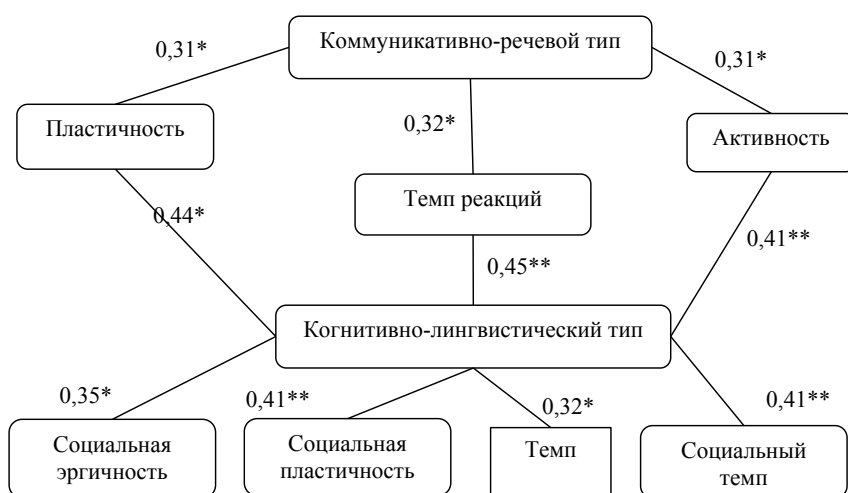 Коммуникативно-речевой тип
0,31*
0,31*
Пластичность
0,32*
Активность
Темп реакций
0,44*
0,41**
0,45**
Когнитивно-лингвистический тип
0,35*
0,41**
0,32*
0,41**
Социальная
эргичность
Социальная
пластичность
Темп
Социальный
темп